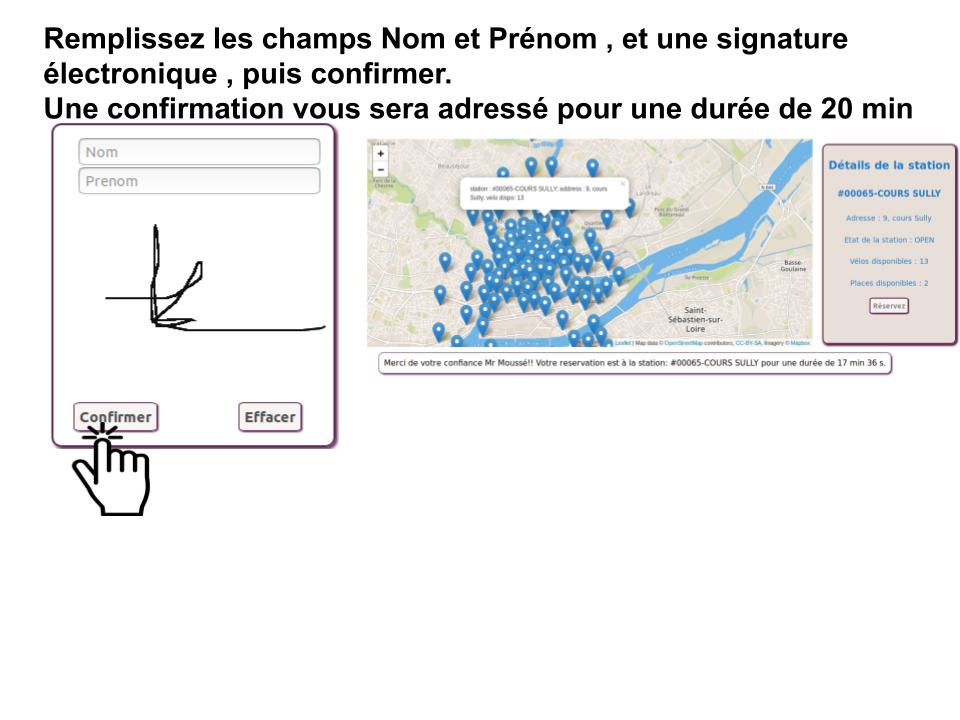 Remplissez les champs Nom et Prénom , et une signature
électronique , puis confirmer.
Une confirmation vous sera adressé pour une durée de 20 min
Nom
Prenom
Confirmer
Effacer
+
−
Beauséjour
station : #00065-COURS SULLY; address : 9, cours
Sully; velo dispo: 13
×
Landreau
N 844
Basse-
Goulaine
Saint-
Sébastien-sur-
Loire
Leaflet | Map data © OpenStreetMap contributors, CC-BY-SA, Imagery © Mapbox
Détails de la station
#00065-COURS SULLY
Adresse : 9, cours Sully
Etat de la station : OPEN
Vélos disponibles : 13
Places disponibles : 2
Réservez
Merci de votre confiance Mr Moussé!! Votre reservation est à la station: #00065-COURS SULLY pour une durée de 17 min 36 s.